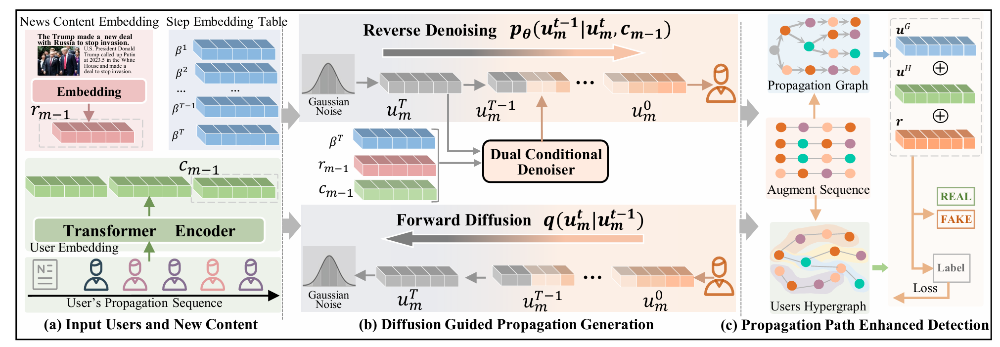 News Content Embedding
The Trump made a new deal
with Russia to stop invasion.
U.S. President Donald
Trump called up Putin
at 2023.5 in the White
House and made a
deal to stop invasion.
Embedding
r_{m-1}
Step Embedding Table
β^1
β^2
... ...
β^{T-1}
β^T
c_{m-1}
Transformer Encoder
User Embedding
N
User's Propagation Sequence
(a) Input Users and New Content
Reverse Denoising p_θ(u_m^{t-1}|u_m^t, c_{m-1})
Gaussian
Noise
u_m^T
u_m^{T-1}
...
u_m^0
β^T
r_{m-1}
c_{m-1}
Dual Conditional
Denoiser
Forward Diffusion q(u_m^t|u_m^{t-1})
Gaussian
Noise
u_m^T
u_m^{T-1}
...
u_m^0
(b) Diffusion Guided Propagation Generation
Propagation Graph
Augment Sequence
Users Hypergraph
u^G
⊕
u^H
⊕
r
REAL
FAKE
Label
Loss
(c) Propagation Path Enhanced Detection